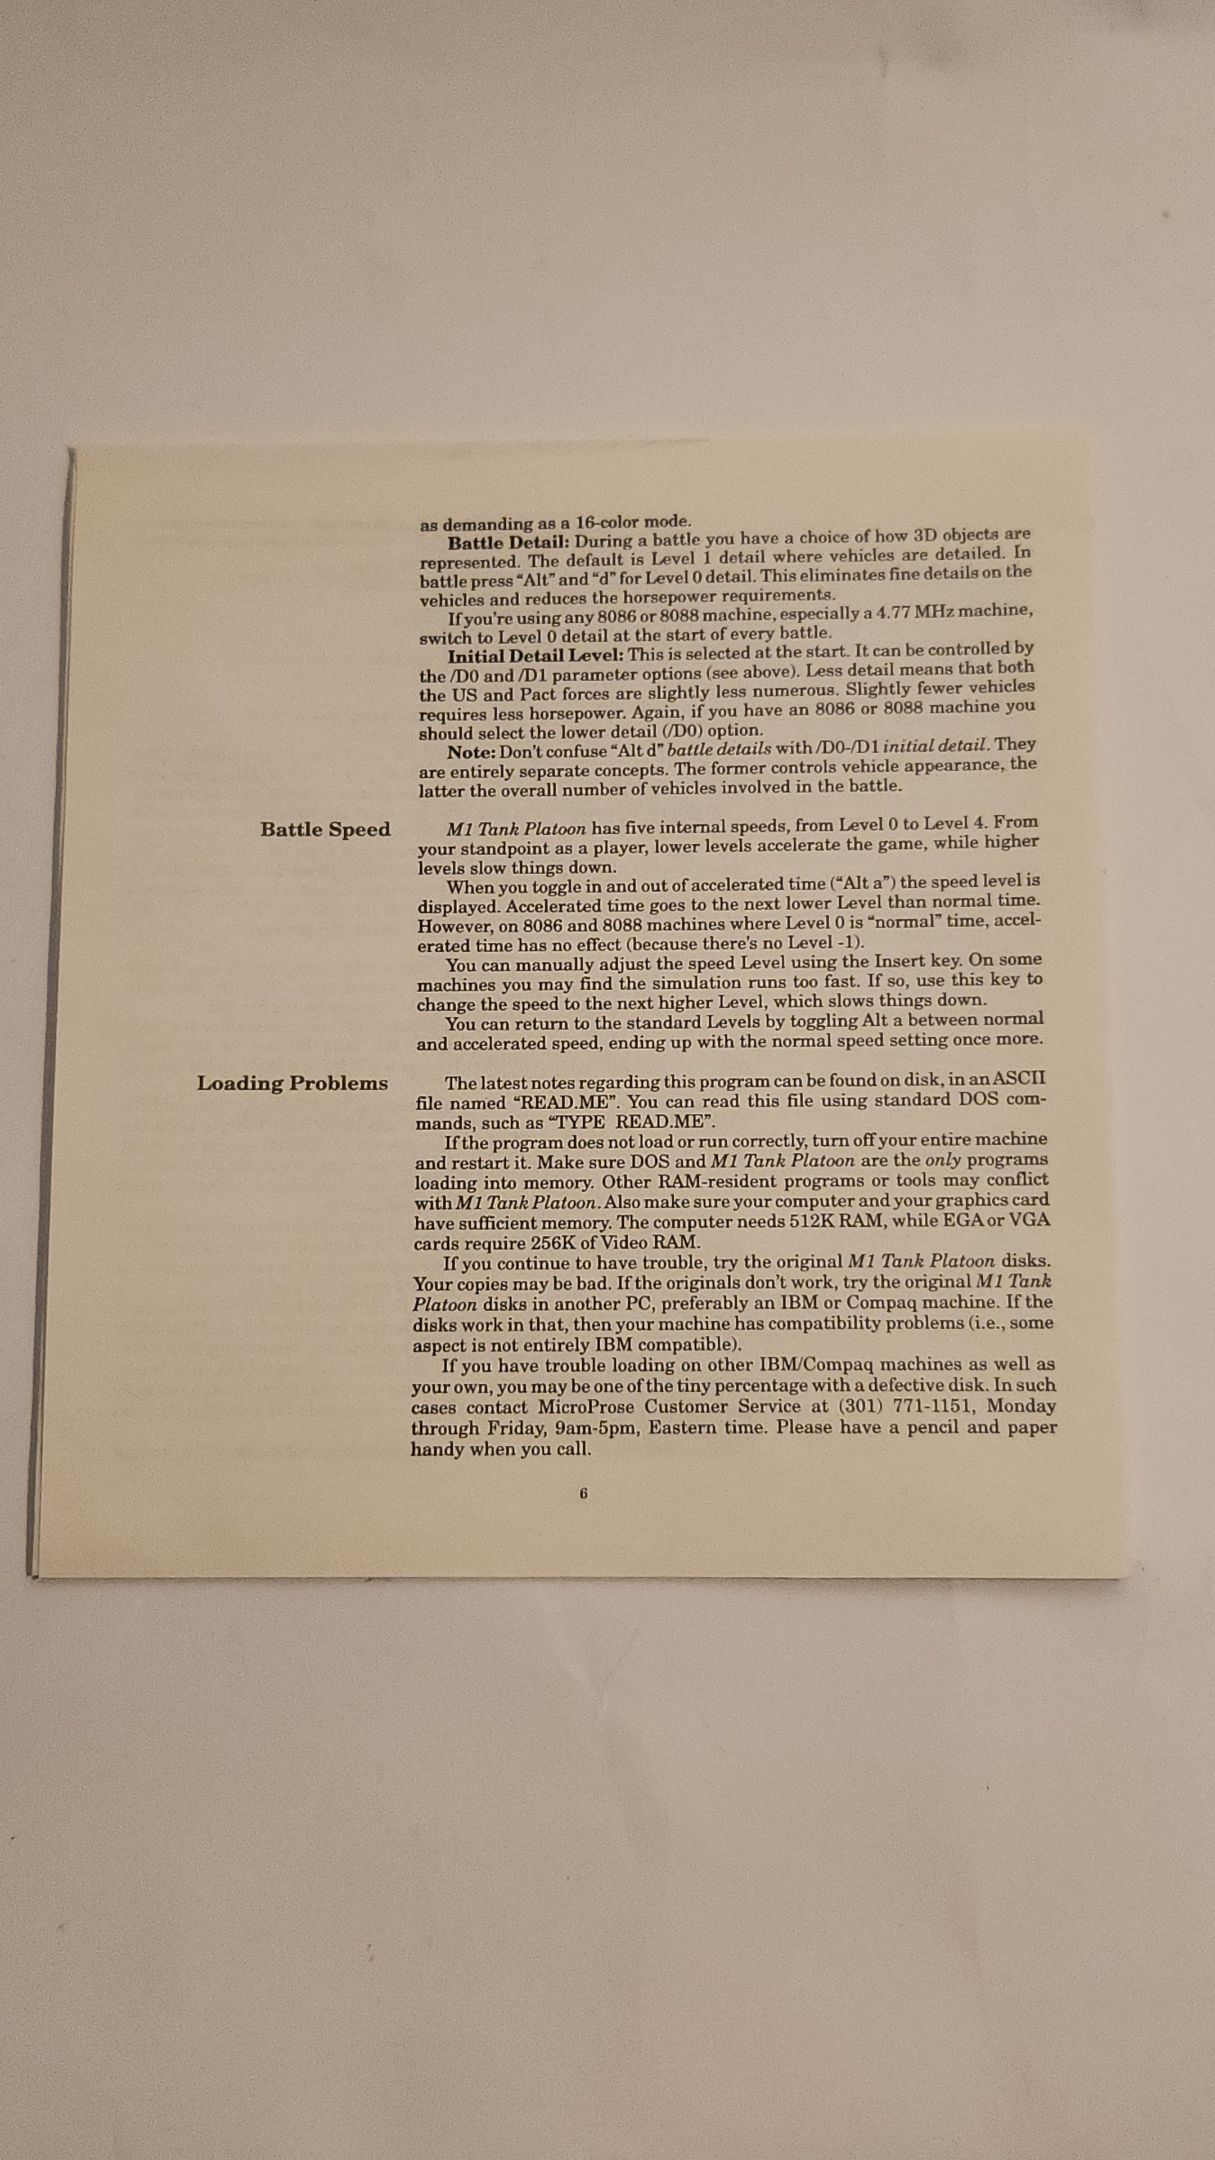 as demanding as a 16-color mode.
Battle Detail: During a battle you have a choice of how 3D objects are
represented. The default is Level 1 detail where vehicles are detailed. In
battle press “Alt” and “d” for Level 0 detail. This eliminates fine details on the
vehicles and reduces the horsepower requirements.
If you're using any 8086 or 8088 machine, especially a 4.77 MHz machine,
switch to Level 0 detail at the start of every battle.
Initial Detail Level: This is selected at the start. It can be controlled by
the /D0 and /D1 parameter options (see above). Less detail means that both
the US and Pact forces are slightly less numerous. Slightly fewer vehicles
requires less horsepower. Again, if you have an 8086 or 8088 machine you
should select the lower detail (/D0) option.
Note: Don't confuse “Alt d” battle details with /D0-/D1 initial detail. They
are entirely separate concepts. The former controls vehicle appearance, the
latter the overall number of vehicles involved in the battle.
Battle Speed
M1 Tank Platoon has five internal speeds, from Level 0 to Level 4. From
your standpoint as a player, lower levels accelerate the game, while higher
levels slow things down.
When you toggle in and out of accelerated time (“Alt a”) the speed level is
displayed. Accelerated time goes to the next lower Level than normal time.
However, on 8086 and 8088 machines where Level 0 is “normal” time, accel-
erated time has no effect (because there's no Level -1).
You can manually adjust the speed Level using the Insert key. On some
machines you may find the simulation runs too fast. If so, use this key to
change the speed to the next higher Level, which slows things down.
You can return to the standard Levels by toggling Alt a between normal
and accelerated speed, ending up with the normal speed setting once more.
Loading Problems
The latest notes regarding this program can be found on disk, in an ASCII
file named “READ.ME”. You can read this file using standard DOS com-
mands, such as “TYPE READ.ME”.
If the program does not load or run correctly, turn off your entire machine
and restart it. Make sure DOS and M1 Tank Platoon are the only programs
loading into memory. Other RAM-resident programs or tools may conflict
with M1 Tank Platoon. Also make sure your computer and your graphics card
have sufficient memory. The computer needs 512K RAM, while EGA or VGA
cards require 256K of Video RAM.
If you continue to have trouble, try the original M1 Tank Platoon disks.
Your copies may be bad. If the originals don't work, try the original M1 Tank
Platoon disks in another PC, preferably an IBM or Compaq machine. If the
disks work in that, then your machine has compatibility problems (i.e., some
aspect is not entirely IBM compatible).
If you have trouble loading on other IBM/Compaq machines as well as
your own, you may be one of the tiny percentage with a defective disk. In such
cases contact MicroProse Customer Service at (301) 771-1151, Monday
through Friday, 9am-5pm, Eastern time. Please have a pencil and paper
handy when you call.
6